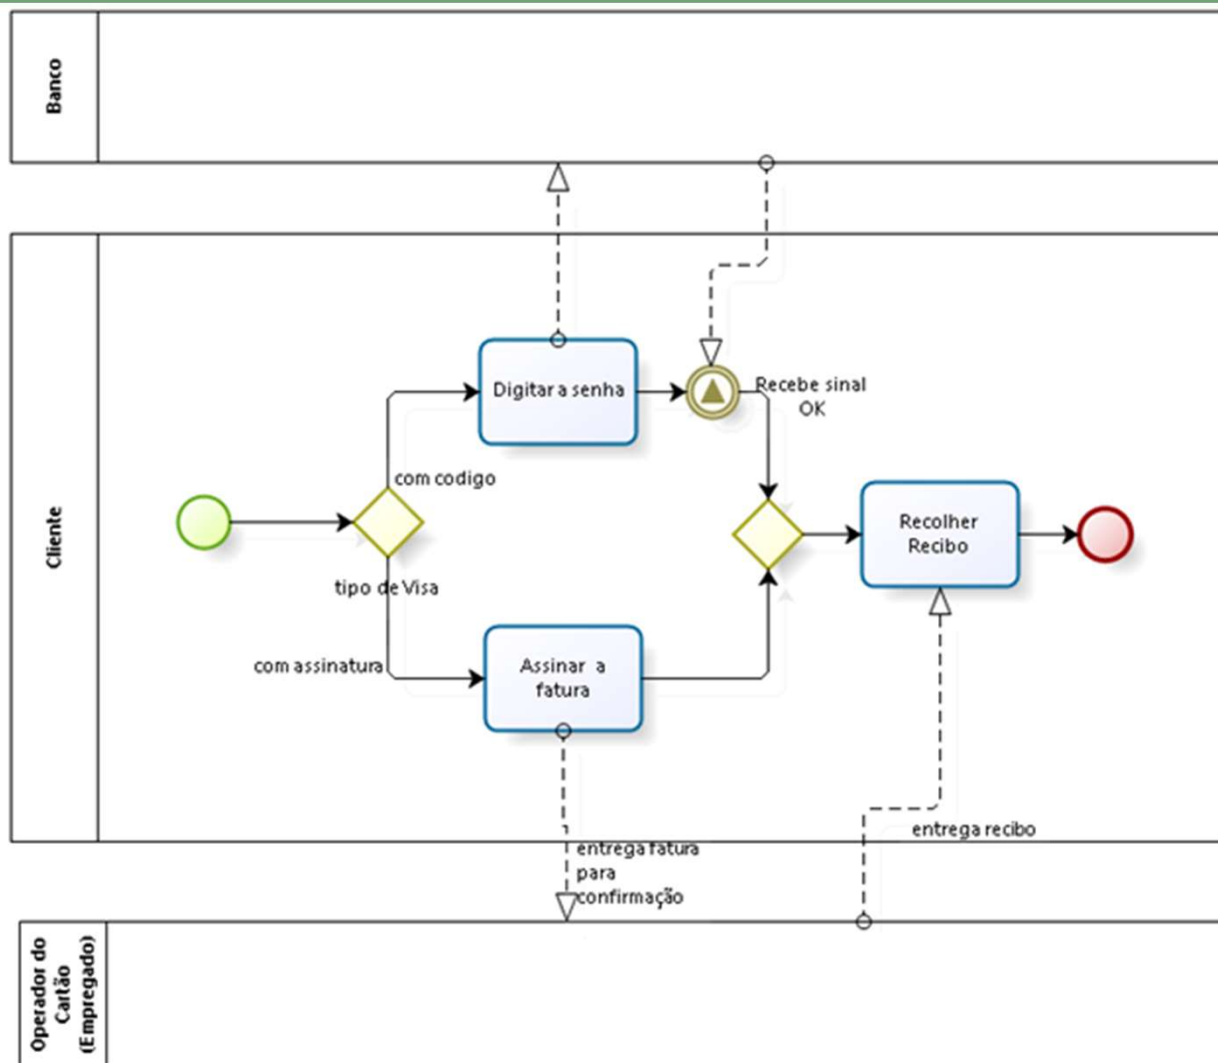 Banco
Cliente
Digitar a senha
Recebe sinal
OK
com codigo
tipo de Visa
com assinatura
Assinar a
fatura
Recolher
Recibo
entrega recibo
entrega fatura
para
confirmação
Operador do
Cartão
(Empregado)